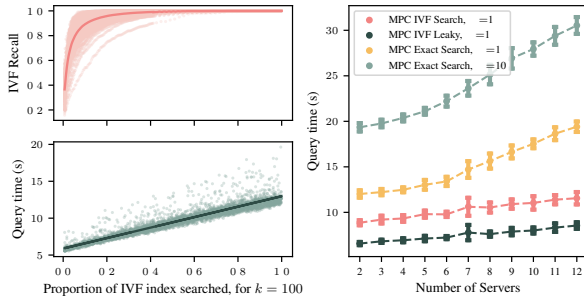 IVF Recall
1 0
0 8
0 6
0 4
0 2
Query time (s)
25
20
15
10
5
0 0
0 2
0 4
0 6
0 8
1 0
Proportion of IVF index searched, for k = 100
MPC IVF Search, =1
MPC IVF Leaky, =1
MPC Exact Search, =1
MPC Exact Search, =10
Query time (s)
30
25
20
15
10
2 3 4 5 6 7 8 9 10 11 12
Number of Servers